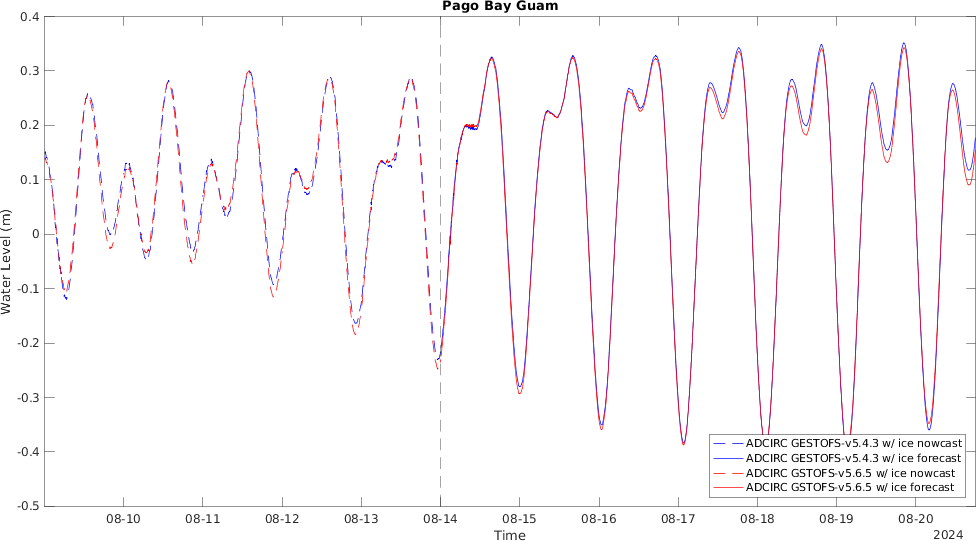 Pago Bay Guam
0.4
0.3
0.2
0.1
0
-0.1
-0.2
-0.3
-0.4
-0.5
Water Level (m)
ADCIRC GESTOFS-v5.4.3 w/ ice nowcast
ADCIRC GESTOFS-v5.4.3 w/ ice forecast
ADCIRC GSTOFS-v5.6.5 w/ ice nowcast
ADCIRC GSTOFS-v5.6.5 w/ ice forecast
08-10 08-11 08-12 08-13 08-14 08-15 08-16 08-17 08-18 08-19 08-20
Time
2024